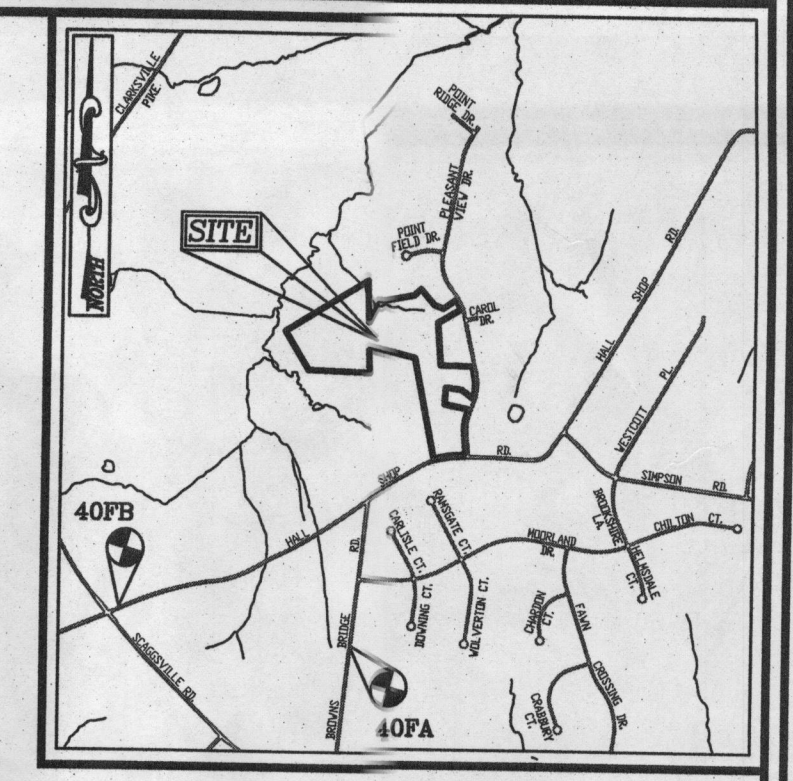 CLARKSVILLE
PIKE
NORTH
POINT
RIDGE DR.
PLEASANT
VIEW DR.
SITE
POINT
FIELD DR.
CAROL
DR.
HALL SHOP RD.
WESTCOTT PL.
SHOP RD.
HALL
SIMPSON RD.
40FB
RAMSGATE CT.
CARLISLE CT.
BROOKSHIRE
LA.
CHILTON CT.
MOORLAND
DR.
HELMSDALE
CT.
DOWNING CT.
WOLVERTON CT.
CHARDON
CT.
FAWN CROSSING DR.
SCAGGSVILLE RD.
BROWNS BRIDGE RD.
CRABBURY
CT.
40FA